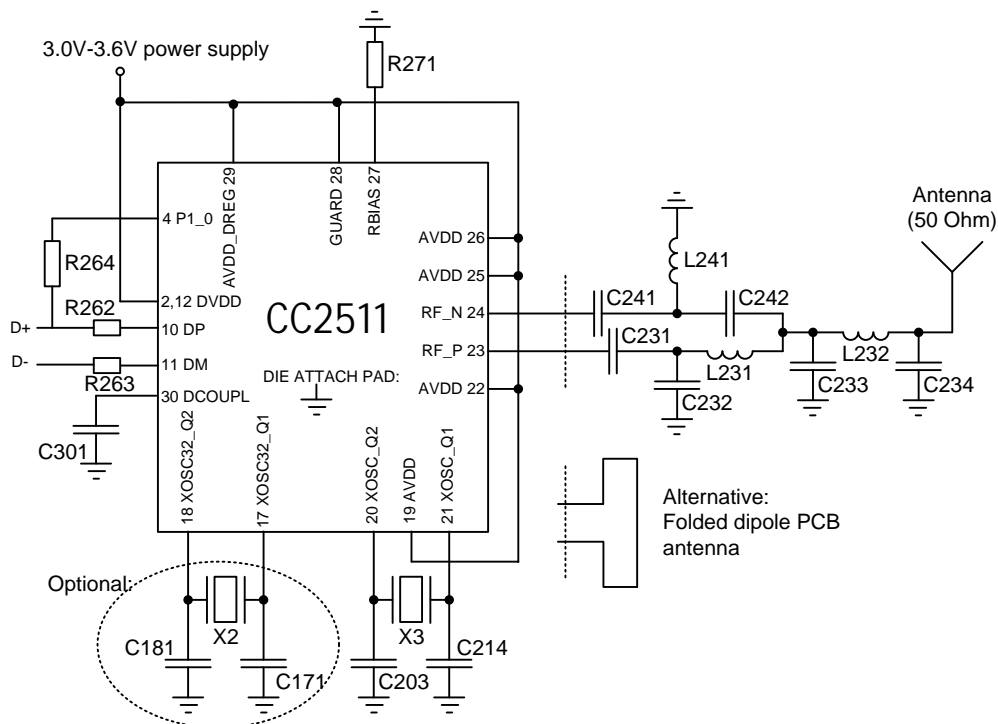 3.0V-3.6V power supply
R271
AVDD_DREG 29
GUARD 28
RBIAS 27
4 P1_0
R264
2,12 DVDD
R262
D+
10 DP
D-
11 DM
R263
30 DCOUPL
C301
CC2511
DIE ATTACH PAD:
AVDD 26
AVDD 25
RF_N 24
RF_P 23
AVDD 22
18 XOSC32_Q2
17 XOSC32_Q1
20 XOSC_Q2
19 AVDD
21 XOSC_Q1
Antenna
(50 Ohm)
L241
C241
C242
C231
L231
C232
L232
C233
C234
Alternative:
Folded dipole PCB
antenna
Optional:
X2
C181
C171
X3
C203
C214